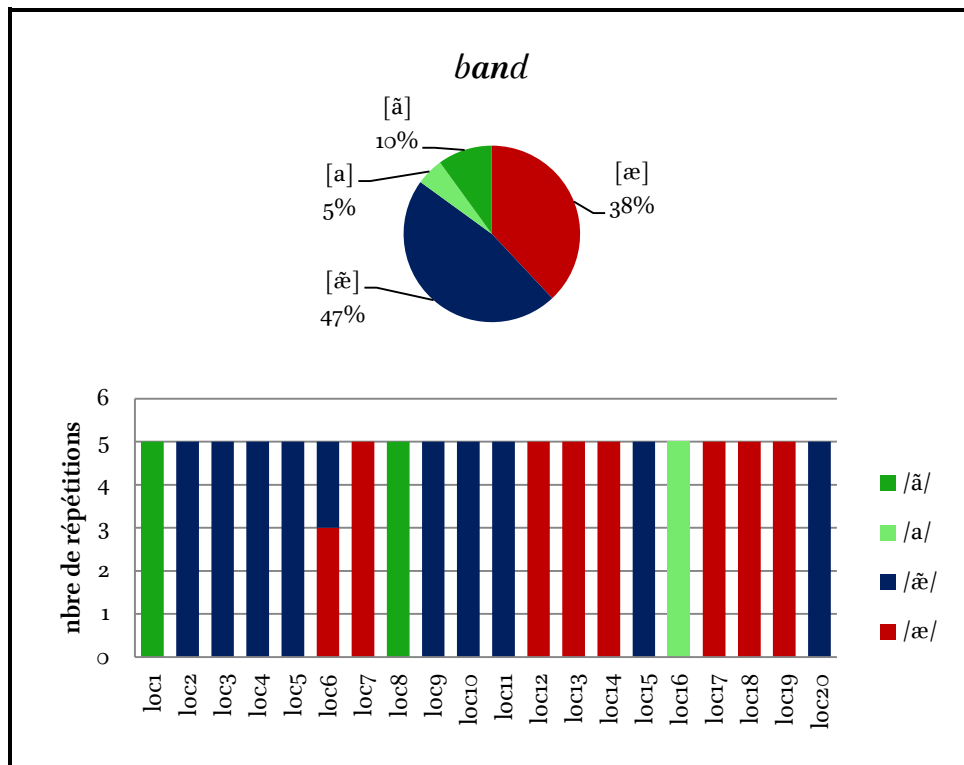 band
[ã]
10%
[a]
5%
[æ]
38%
[æ̃]
47%
nbre de répétitions
6
5
4
3
2
1
0
loc1
loc2
loc3
loc4
loc5
loc6
loc7
loc8
loc9
loc10
loc11
loc12
loc13
loc14
loc15
loc16
loc17
loc18
loc19
loc20
/ã/
/a/
/æ̃/
/æ/